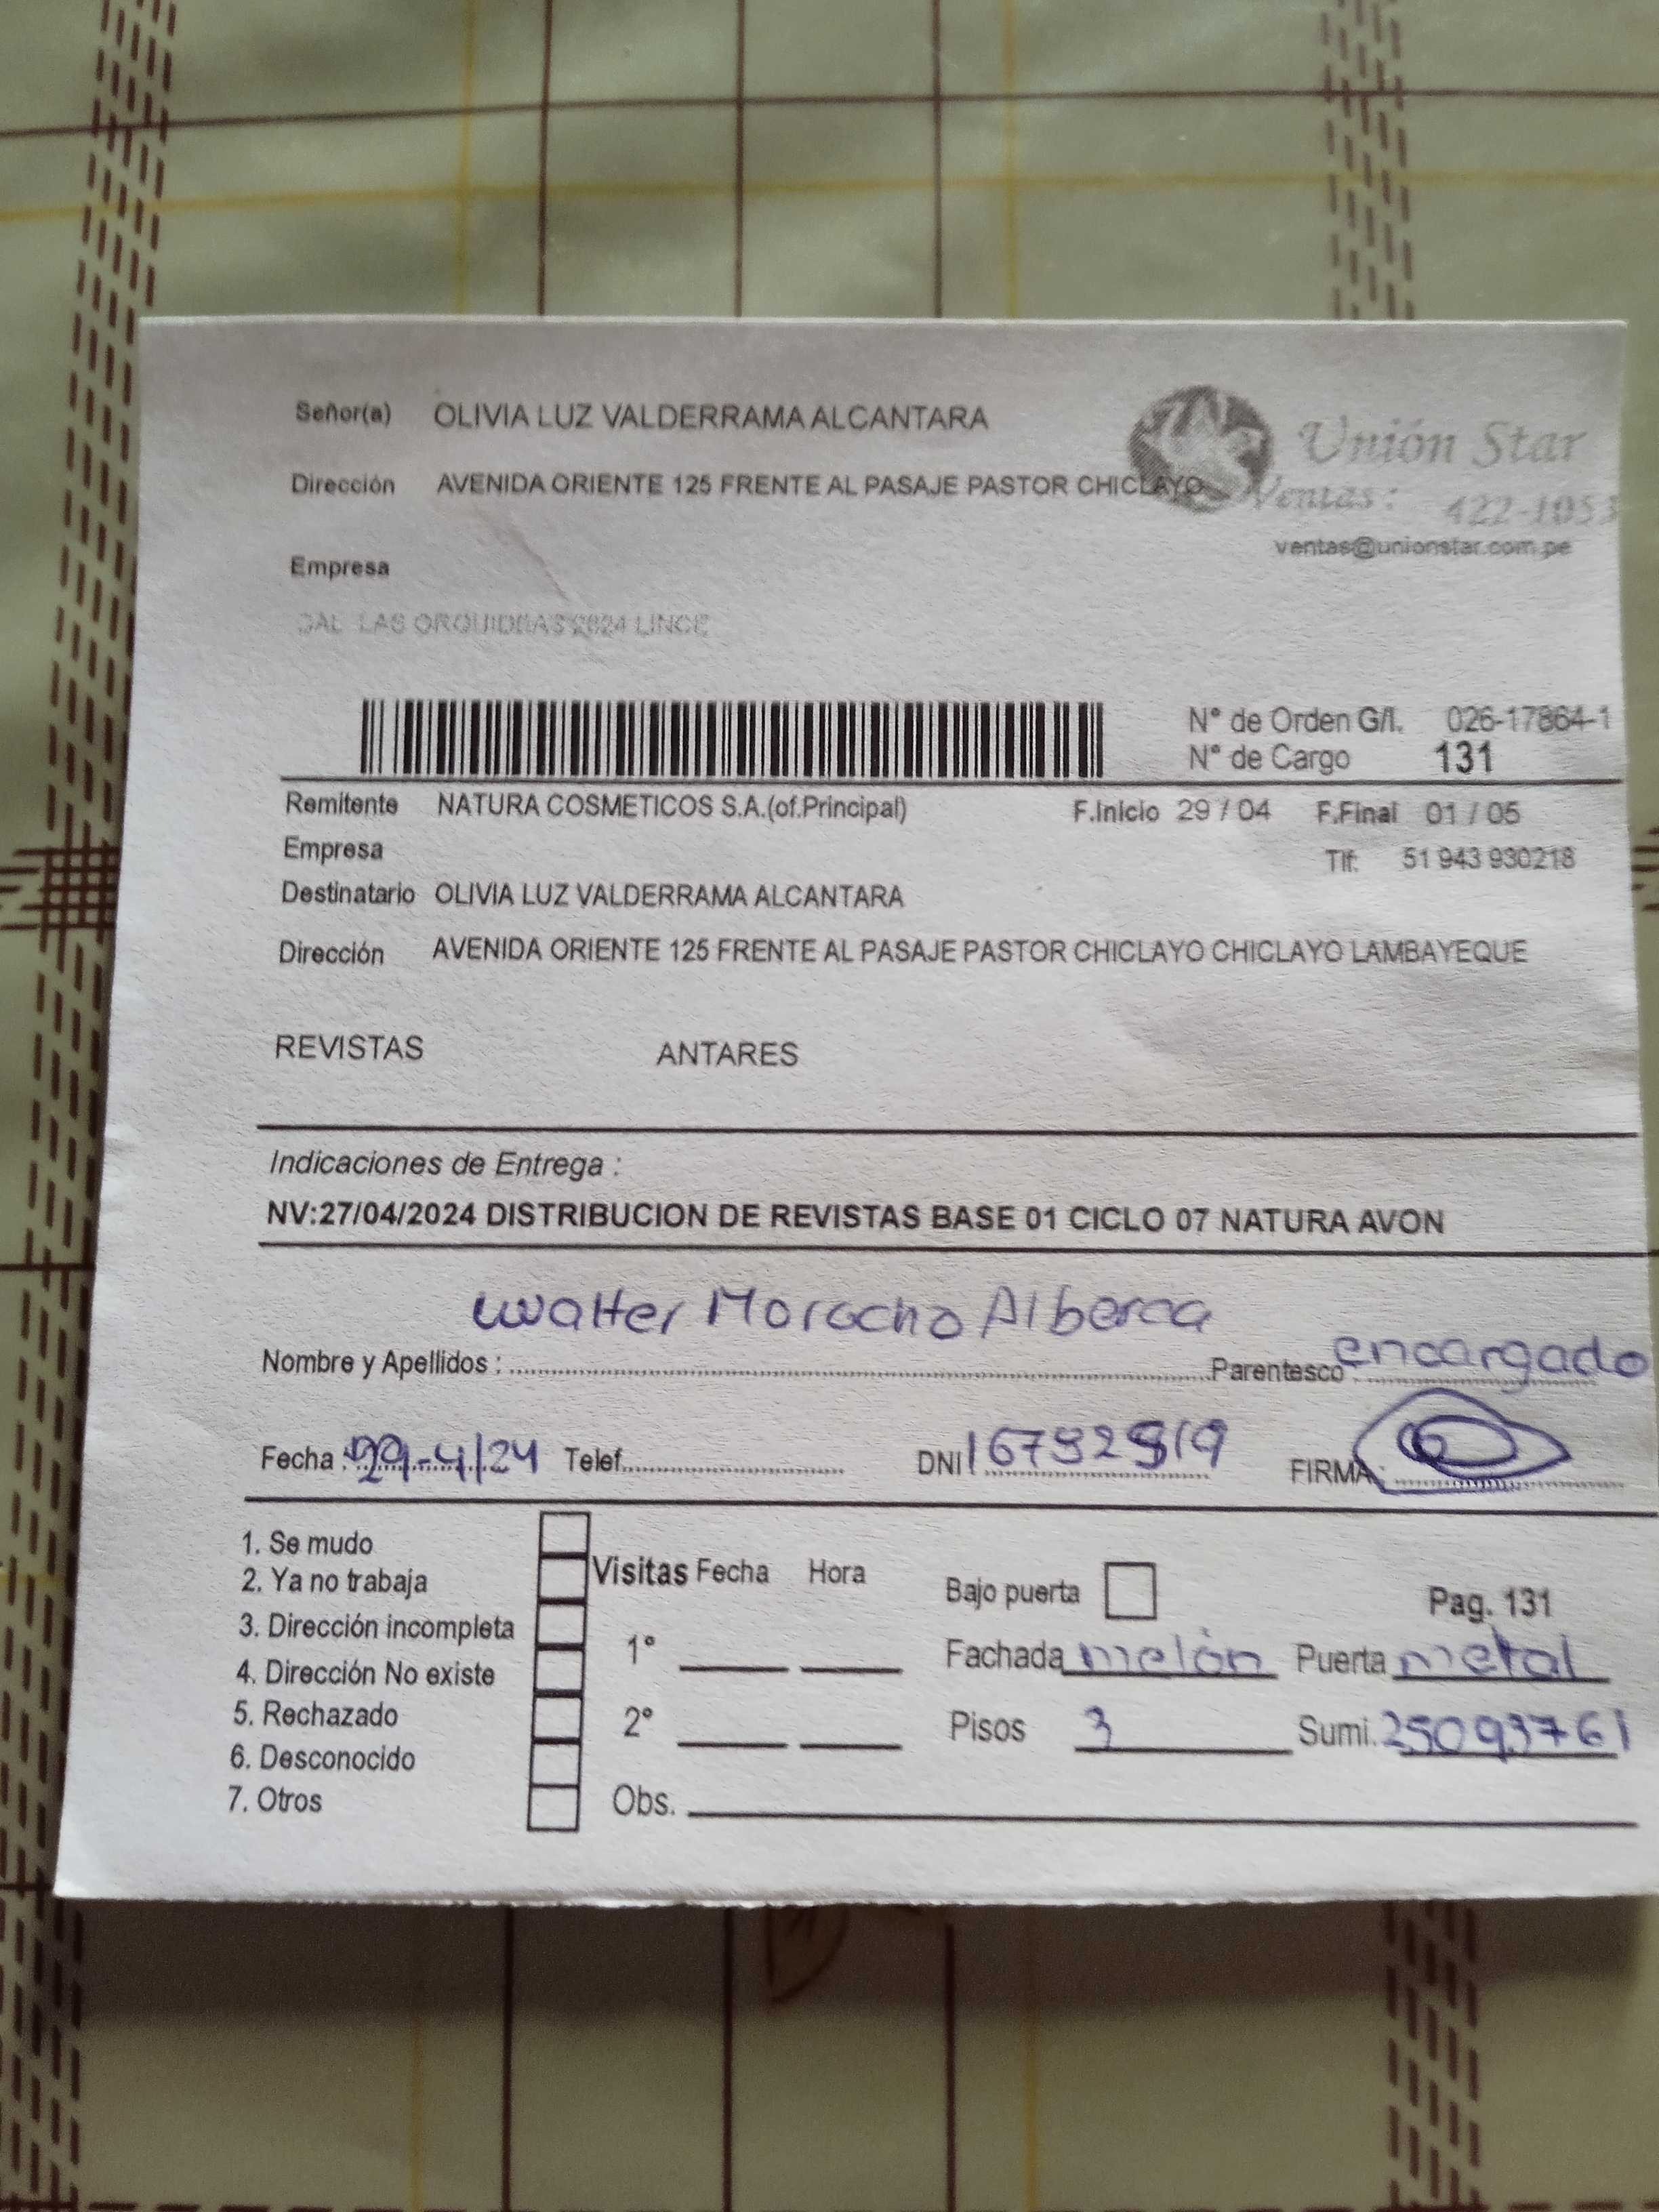 Señor(a) OLIVIA LUZ VALDERRAMA ALCANTARA
Unión Star
Dirección AVENIDA ORIENTE 125 FRENTE AL PASAJE PASTOR CHICLAYO
Ventas: 422-1053
ventas@unionstar.com.pe
Empresa
CAL LAS ORQUIDEAS 2624 LINCE
N° de Orden G/I. 026-17864-1
N° de Cargo 131
Remitente NATURA COSMETICOS S.A.(of.Principal) F.Inicio 29 / 04 F.Final 01 / 05
Empresa Tlf: 51 943 930218
Destinatario OLIVIA LUZ VALDERRAMA ALCANTARA
Dirección AVENIDA ORIENTE 125 FRENTE AL PASAJE PASTOR CHICLAYO CHICLAYO LAMBAYEQUE
REVISTAS ANTARES
Indicaciones de Entrega :
NV:27/04/2024 DISTRIBUCION DE REVISTAS BASE 01 CICLO 07 NATURA AVON
Walter Morocho Alberca
Nombre y Apellidos : Parentesco encargado
Fecha : 29-4/24 Telef. DNI FIRMA :
1. Se mudo
2. Ya no trabaja
3. Dirección incompleta
4. Dirección No existe
5. Rechazado
6. Desconocido
7. Otros
Visitas Fecha Hora
1°
2°
Obs.
Bajo puerta Pag. 131
Fachada melón Puerta metal
Pisos 3 Sumi. 25093761